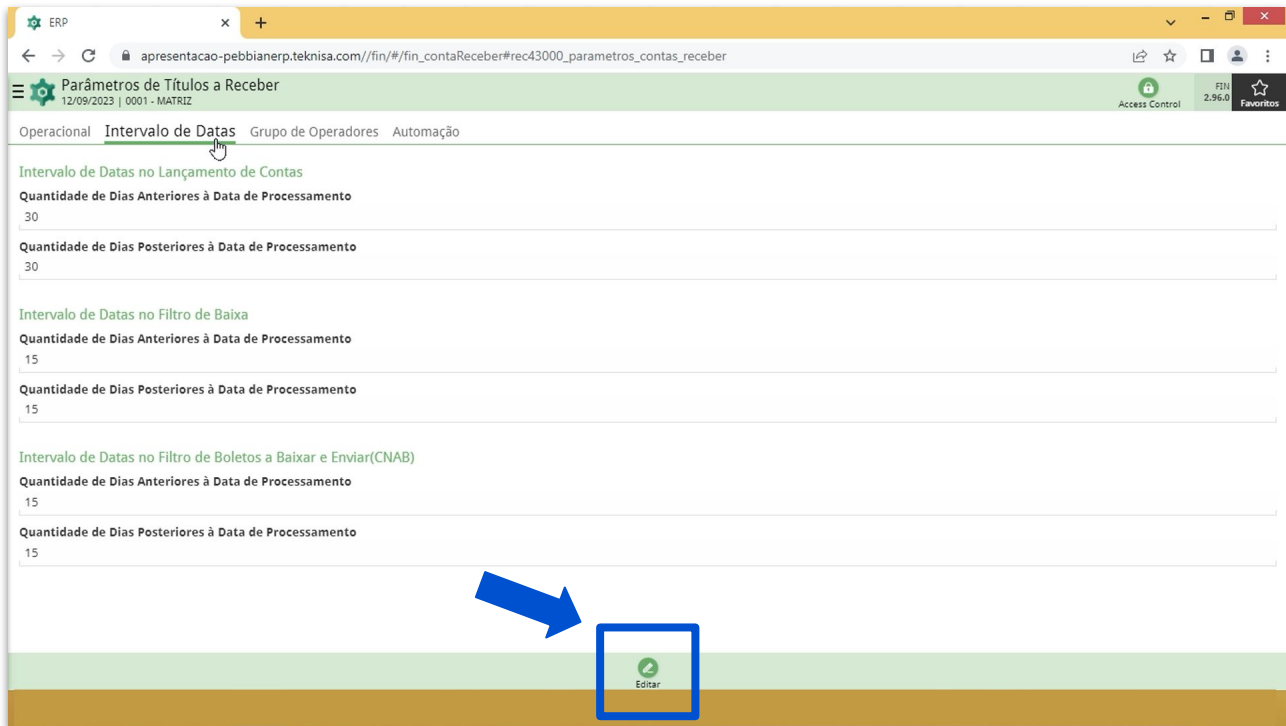 ERP
apresentacao-pebbianerp.teknisa.com//fin/#/fin_contaReceber#rec43000_parametros_contas_receber
Parâmetros de Títulos a Receber
12/09/2023 | 0001 - MATRIZ
Access Control
FIN
2.96.0
Favoritos
Operacional Intervalo de Datas Grupo de Operadores Automação
Intervalo de Datas no Lançamento de Contas
Quantidade de Dias Anteriores à Data de Processamento
30
Quantidade de Dias Posteriores à Data de Processamento
30
Intervalo de Datas no Filtro de Baixa
Quantidade de Dias Anteriores à Data de Processamento
15
Quantidade de Dias Posteriores à Data de Processamento
15
Intervalo de Datas no Filtro de Boletos a Baixar e Enviar(CNAB)
Quantidade de Dias Anteriores à Data de Processamento
15
Quantidade de Dias Posteriores à Data de Processamento
15
Editar